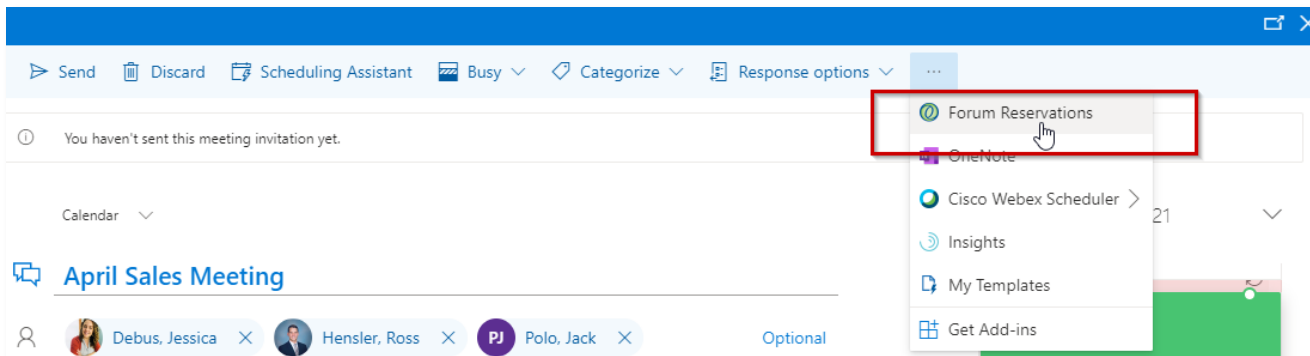 Send Discard Scheduling Assistant Busy Categorize Response options ...
Forum Reservations
You haven't sent this meeting invitation yet.
OneNote
Calendar
Cisco Webex Scheduler
21
Insights
April Sales Meeting
My Templates
Debus, Jessica Hensler, Ross PJ Polo, Jack Optional
Get Add-ins